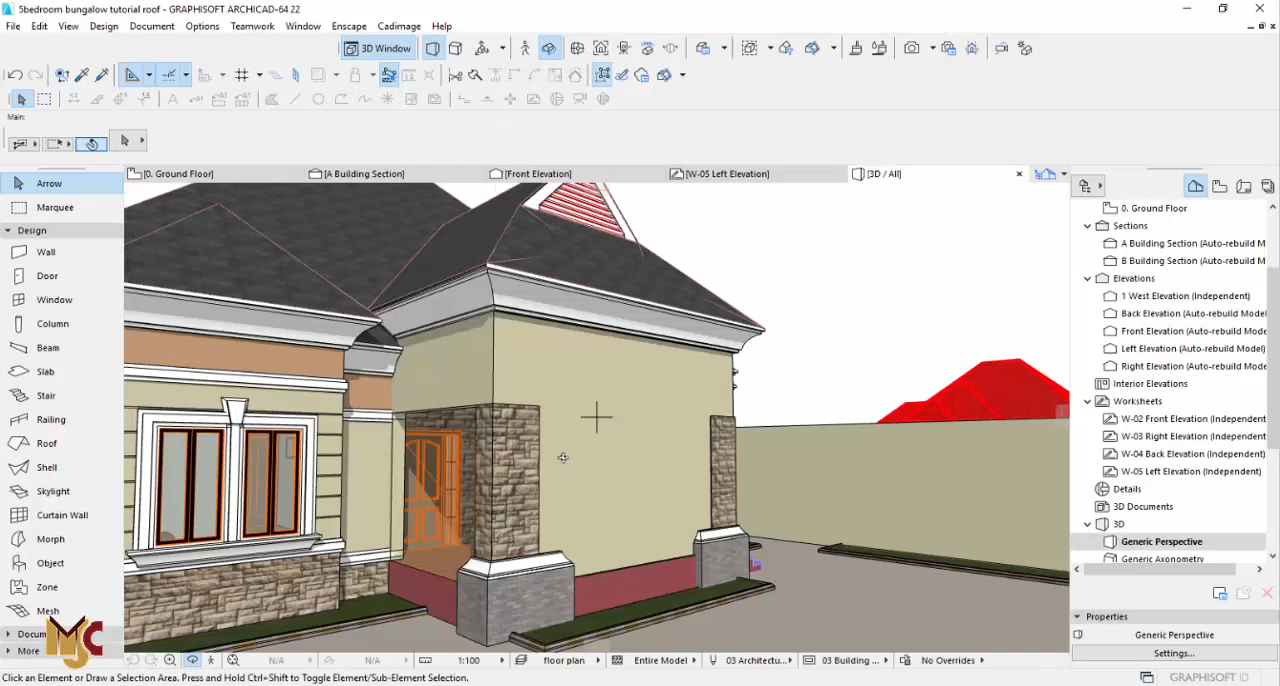 5bedroom bungalow tutorial roof - GRAPHISOFT ARCHICAD-64 22
File Edit View Design Document Options Teamwork Window Enscape Cadimage Help
3D Window
Main:
[0. Ground Floor]
[A Building Section]
[Front Elevation]
[W-05 Left Elevation]
[3D / All]
Arrow
Marquee
Design
Wall
Door
Window
Column
Beam
Slab
Stair
Railing
Roof
Shell
Skylight
Curtain Wall
Morph
Object
Zone
Mesh
Docum
More
MSC
0. Ground Floor
Sections
A Building Section (Auto-rebuild M
B Building Section (Auto-rebuild M
Elevations
1 West Elevation (Independent)
Back Elevation (Auto-rebuild Model
Front Elevation (Auto-rebuild Mode
Left Elevation (Auto-rebuild Model)
Right Elevation (Auto-rebuild Mode
Interior Elevations
Worksheets
W-02 Front Elevation (Independent
W-03 Right Elevation (Independent
W-04 Back Elevation (Independent)
W-05 Left Elevation (Independent)
Details
3D Documents
3D
Generic Perspective
Generic Axonometry
Properties
Generic Perspective
Settings...
N/A
N/A
1:100
floor plan
Entire Model
03 Architectu...
03 Building ...
No Overrides
Click an Element or Draw a Selection Area. Press and Hold Ctrl+Shift to Toggle Element/Sub-Element Selection.
GRAPHISOFT ID